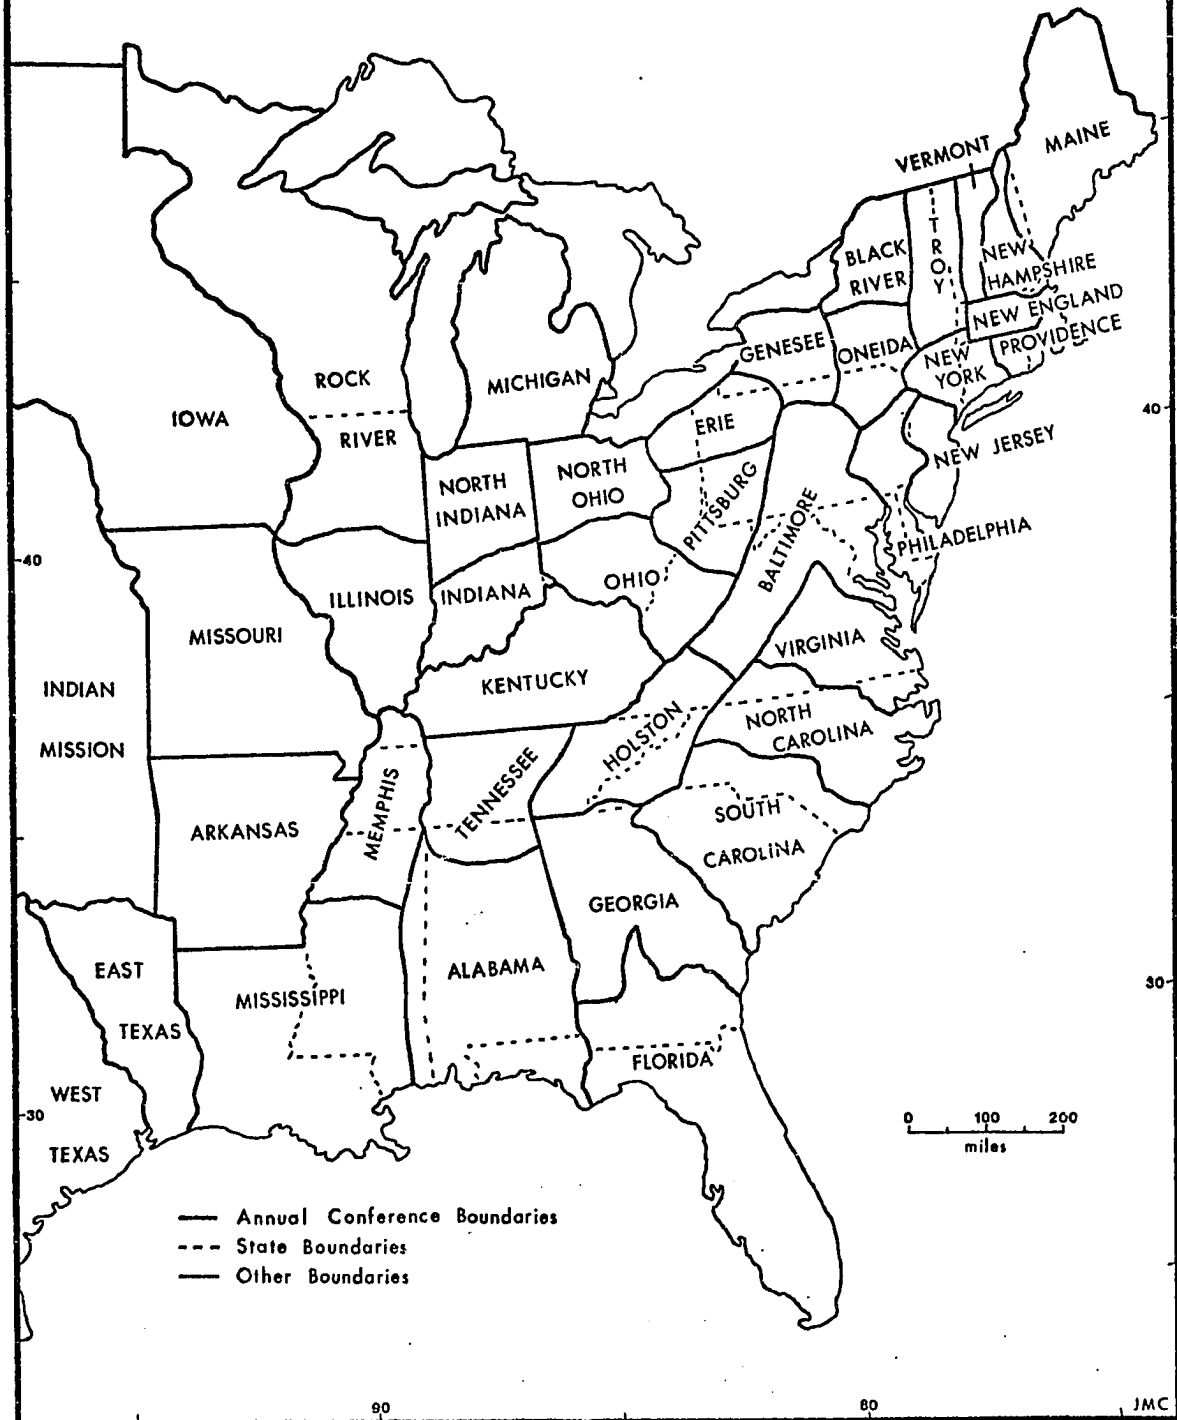 MAINE
VERMONT
BLACK
RIVER
TROY
NEW
HAMPSHIRE
NEW ENGLAND
PROVIDENCE
GENESEE
ONEIDA
NEW
YORK
ROCK
RIVER
MICHIGAN
IOWA
ERIE
NEW JERSEY
NORTH
INDIANA
NORTH
OHIO
PITTSBURG
BALTIMORE
PHILADELPHIA
40
40
ILLINOIS
INDIANA
OHIO
MISSOURI
VIRGINIA
KENTUCKY
INDIAN
MISSION
HOLSTON
NORTH
CAROLINA
MEMPHIS
TENNESSEE
ARKANSAS
SOUTH
CAROLINA
GEORGIA
EAST
TEXAS
MISSISSIPPI
ALABAMA
30
FLORIDA
WEST
TEXAS
30
0 100 200
miles
Annual Conference Boundaries
State Boundaries
Other Boundaries
90
80
JMC